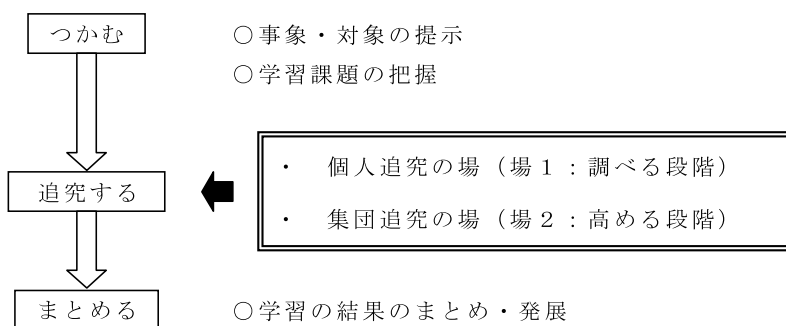 つかむ
○事象・対象の提示
○学習課題の把握
追究する
・　個人追究の場（場１：調べる段階）
・　集団追究の場（場２：高める段階）
まとめる
○学習の結果のまとめ・発展